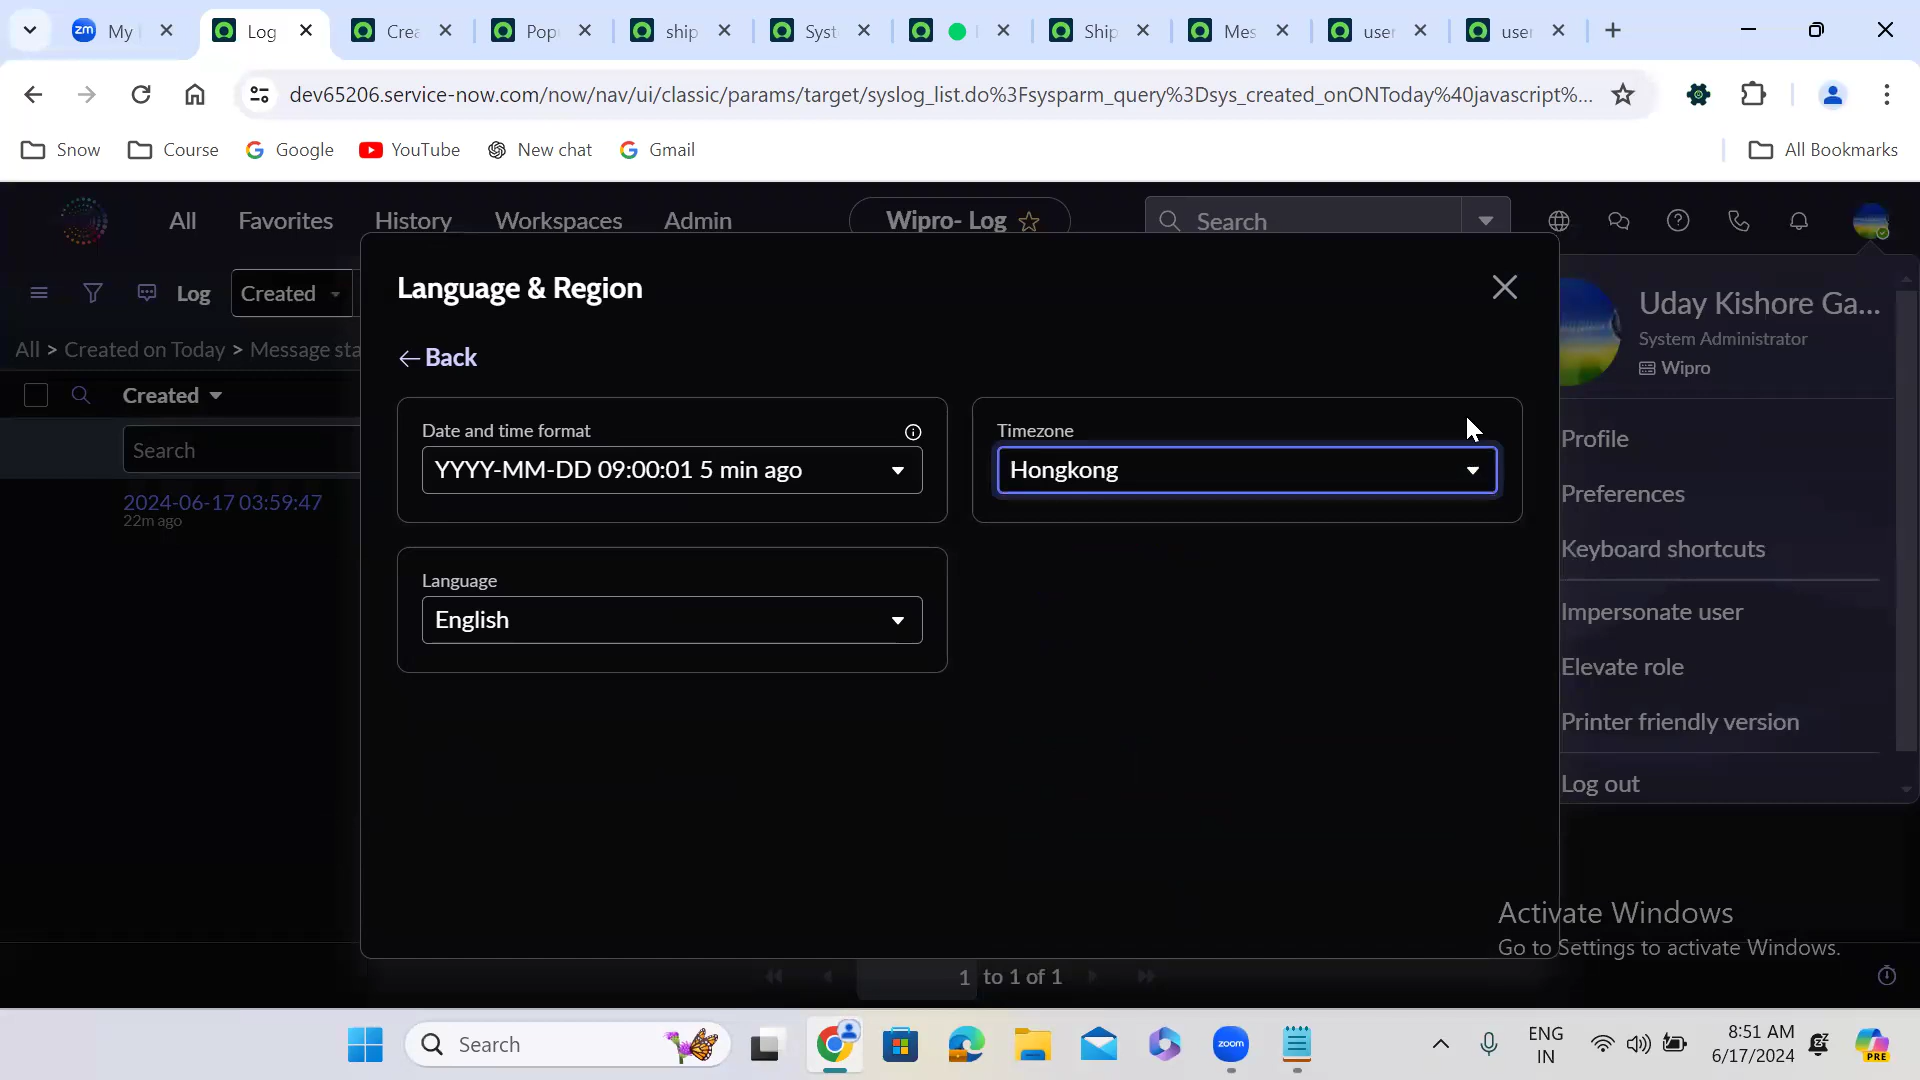 zm My
Log
Crea
Pop
ship
Syst
Ship
Mes
user
user
dev65206.service-now.com/now/nav/ui/classic/params/target/syslog_list.do%3Fsysparm_query%3Dsys_created_onONToday%40javascript%...
Snow
Course
Google
YouTube
New chat
Gmail
All Bookmarks
All
Favorites
History
Workspaces
Admin
Wipro- Log
Search
Log
Created
All > Created on Today > Message sta
Created
Search
2024-06-17 03:59:47
22m ago
Language & Region
← Back
Date and time format
YYYY-MM-DD 09:00:01 5 min ago
Timezone
Hongkong
Language
English
Uday Kishore Ga...
System Administrator
Wipro
Profile
Preferences
Keyboard shortcuts
Impersonate user
Elevate role
Printer friendly version
Log out
Activate Windows
Go to Settings to activate Windows.
1 to 1 of 1
Search
zoom
ENG
IN
8:51 AM
6/17/2024
PRE